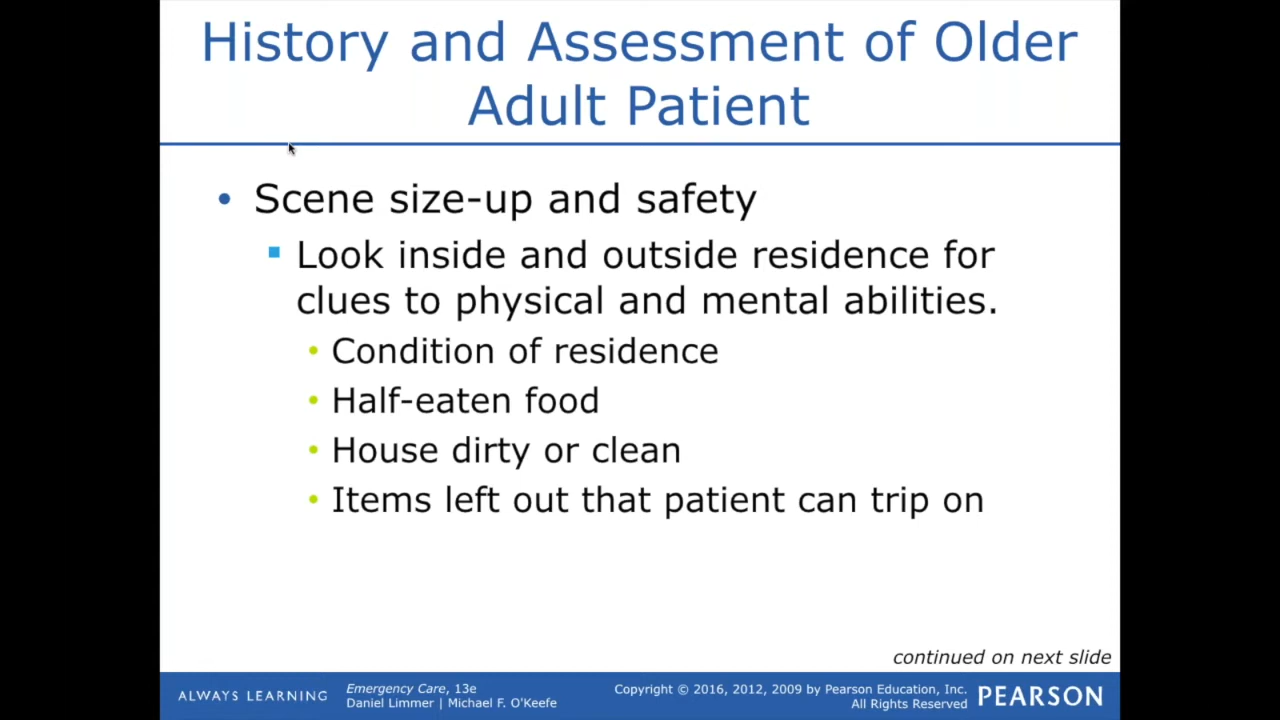 History and Assessment of Older
Adult Patient
• Scene size-up and safety
▪ Look inside and outside residence for
clues to physical and mental abilities.
• Condition of residence
• Half-eaten food
• House dirty or clean
• Items left out that patient can trip on
continued on next slide
ALWAYS LEARNING
Emergency Care, 13e
Daniel Limmer | Michael F. O'Keefe
Copyright © 2016, 2012, 2009 by Pearson Education, Inc.
All Rights Reserved
PEARSON